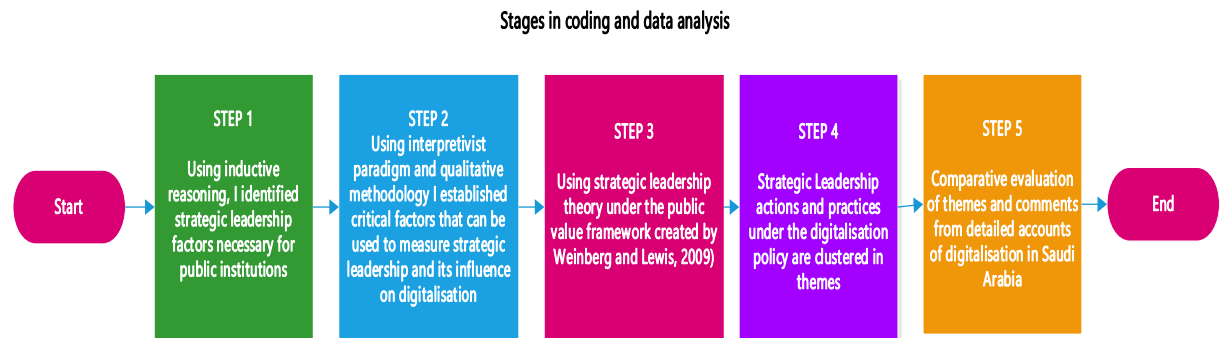 Stages in coding and data analysis
Start
STEP 1
Using inductive
reasoning, I identified
strategic leadership
factors necessary for
public institutions
STEP 2
Using interpretivist
paradigm and qualitative
methodology I established
critical factors that can be
used to measure strategic
leadership and its influence
on digitalisation
STEP 3
Using strategic leadership
theory under the public
value framework created by
Weinberg and Lewis, 2009)
STEP 4
Strategic Leadership
actions and practices
under the digitalisation
policy are clustered in
themes
STEP 5
Comparative evaluation
of themes and comments
from detailed accounts
of digitalisation in Saudi
Arabia
End